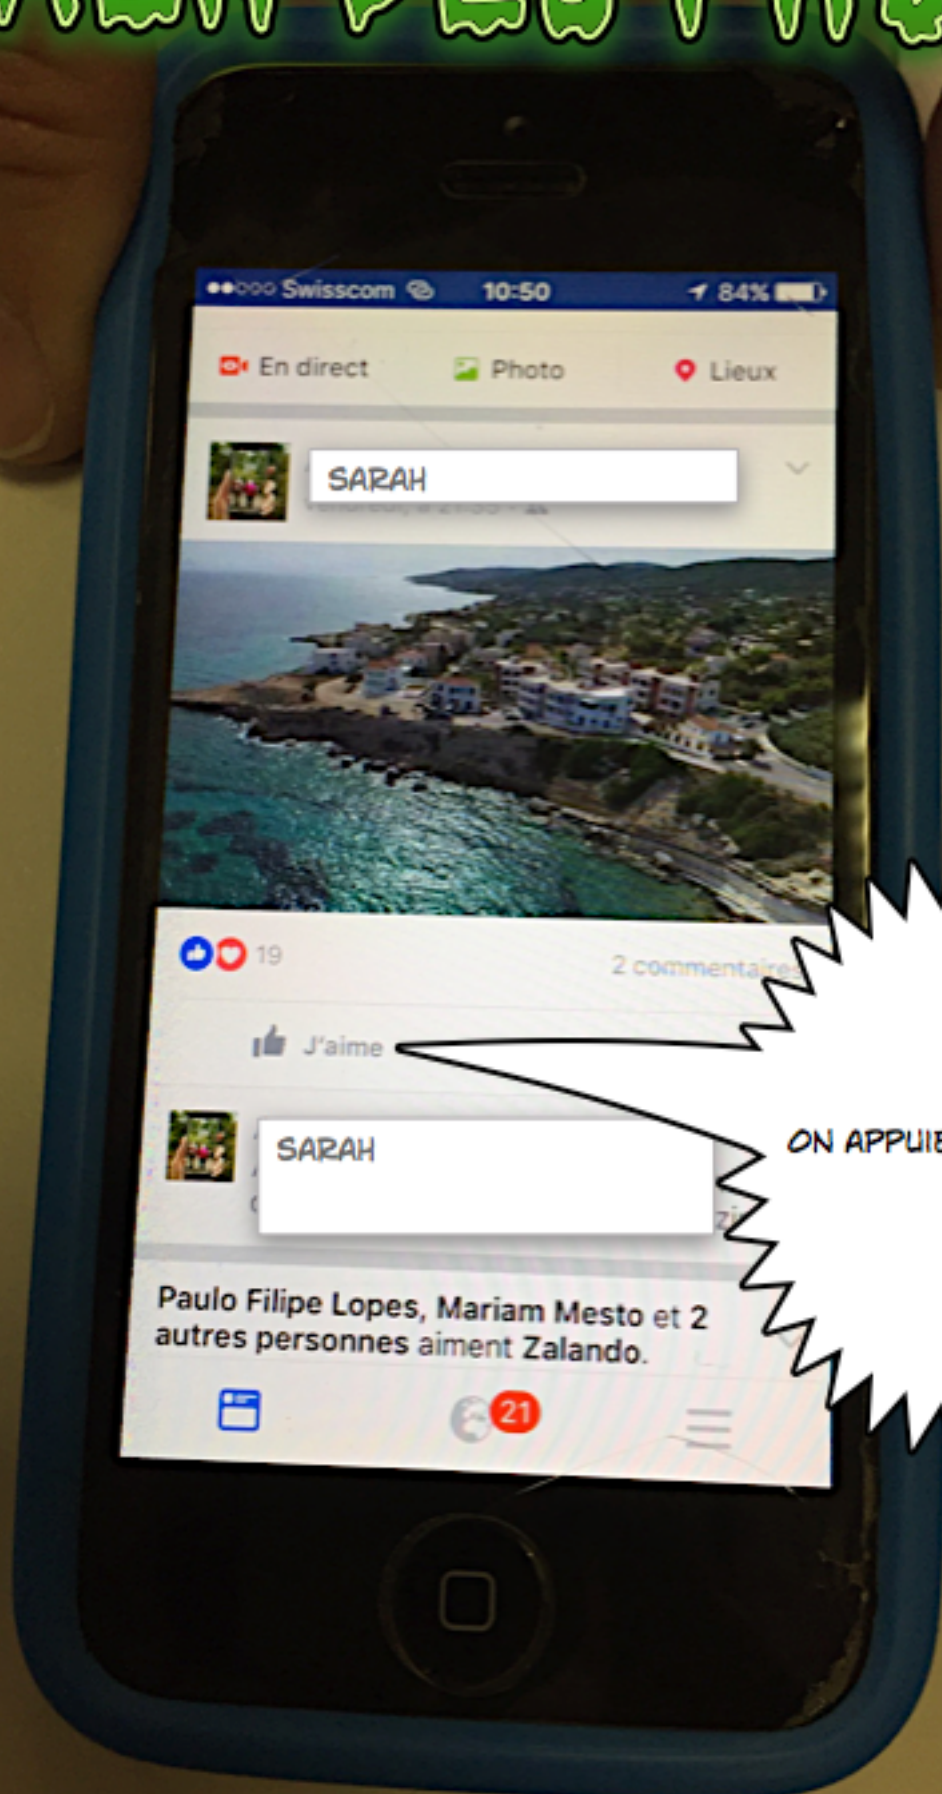 Swisscom 10:50 84%
En direct Photo Lieux
SARAH
19 2 commentaires
J'aime
ON APPUIE
SARAH
Paulo Filipe Lopes, Mariam Mesto et 2
autres personnes aiment Zalando.
21